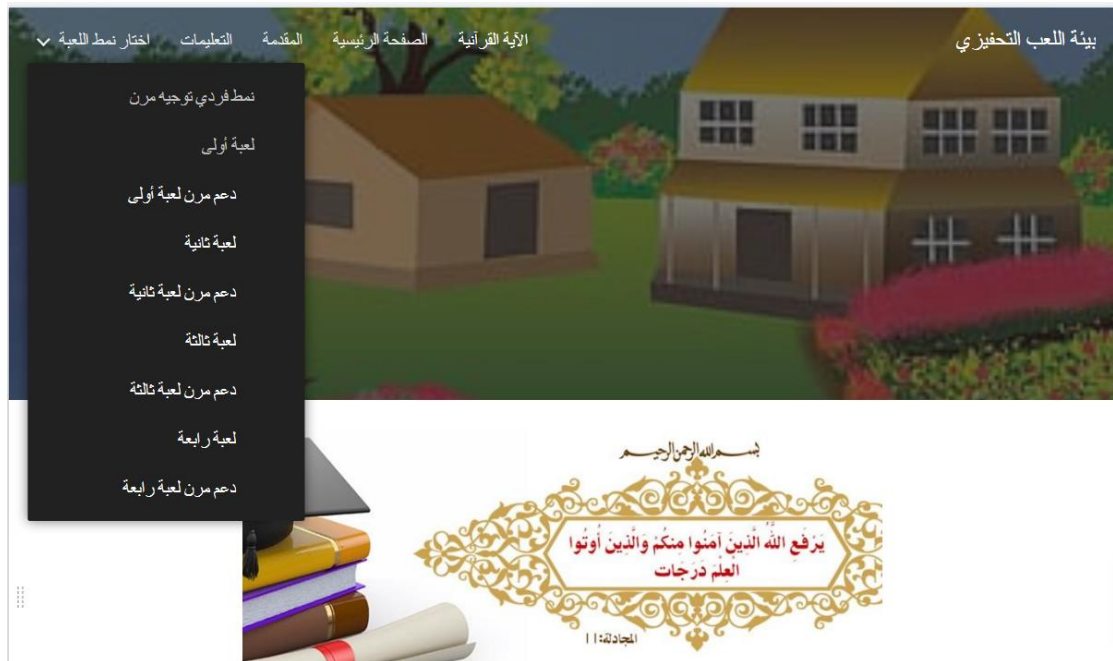 بيئة اللعب التحفيزي
الآية القرآنية
الصفحة الرئيسية
المقدمة
التعليمات
اختار نمط اللعبة
نمط فردي توجيه مرن
لعبة أولى
دعم مرن لعبة أولى
لعبة ثانية
دعم مرن لعبة ثانية
لعبة ثالثة
دعم مرن لعبة ثالثة
لعبة رابعة
دعم مرن لعبة رابعة
بسم الله الرحمن الرحيم
يَرْفَعِ اللَّهُ الَّذِينَ آمَنُوا مِنكُمْ وَالَّذِينَ أُوتُوا
الْعِلْمَ دَرَجَات
المجادلة: ١١